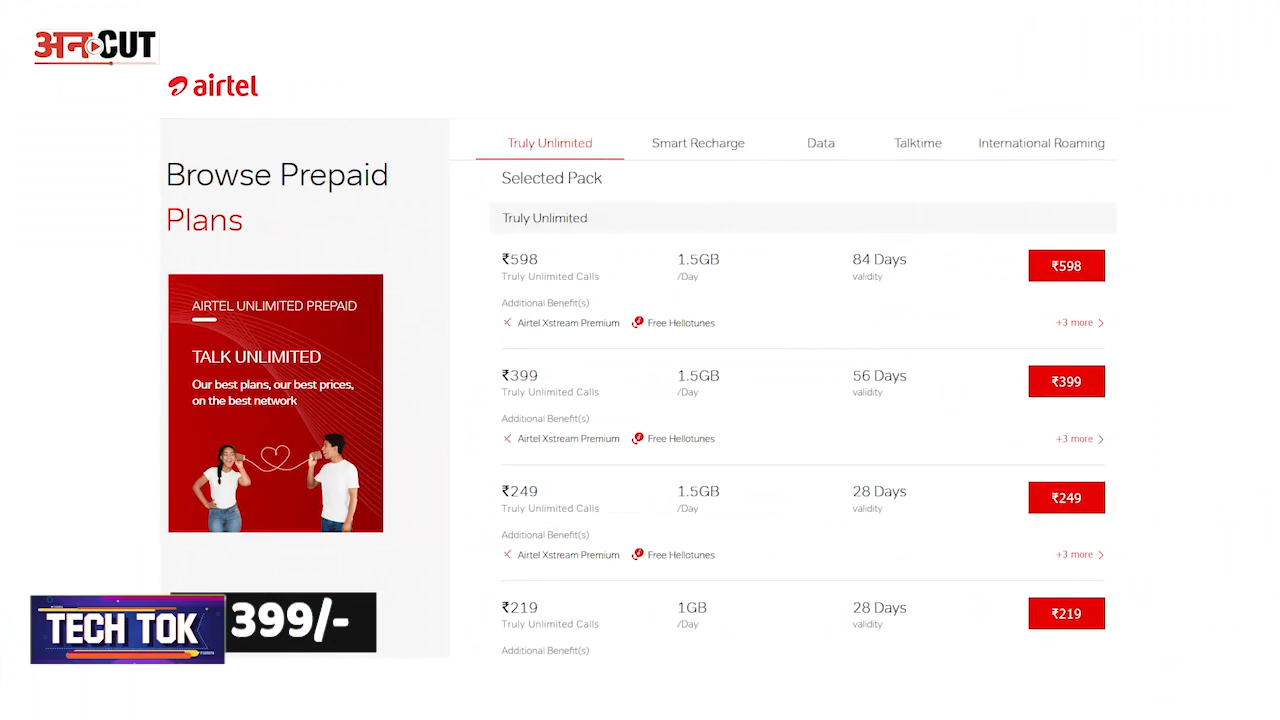 अनCUT
airtel
Browse Prepaid
Plans
AIRTEL UNLIMITED PREPAID
TALK UNLIMITED
Our best plans, our best prices,
on the best network
Truly Unlimited Smart Recharge Data Talktime International Roaming
Selected Pack
Truly Unlimited
₹598 1.5GB 84 Days ₹598
Truly Unlimited Calls /Day validity
Additional Benefit(s)
Airtel Xstream Premium Free Hellotunes +3 more
₹399 1.5GB 56 Days ₹399
Truly Unlimited Calls /Day validity
Additional Benefit(s)
Airtel Xstream Premium Free Hellotunes +3 more
₹249 1.5GB 28 Days ₹249
Truly Unlimited Calls /Day validity
Additional Benefit(s)
Airtel Xstream Premium Free Hellotunes +3 more
₹219 1GB 28 Days ₹219
Truly Unlimited Calls /Day validity
Additional Benefit(s)
TECH TOK 399/-